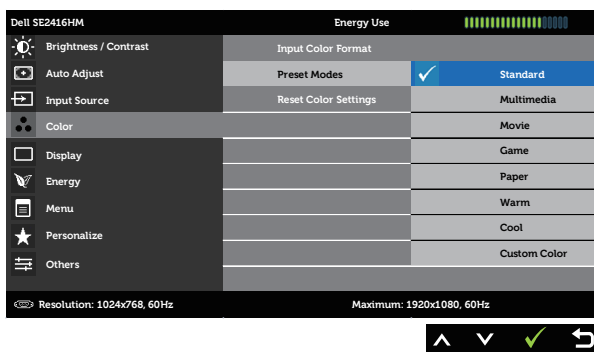 Dell SE2416HM Energy Use
Brightness / Contrast Input Color Format
Auto Adjust Preset Modes Standard
Input Source Reset Color Settings Multimedia
Color Movie
Display Game
Energy Paper
Menu Warm
Personalize Cool
Others Custom Color
Resolution: 1024x768, 60Hz Maximum: 1920x1080, 60Hz